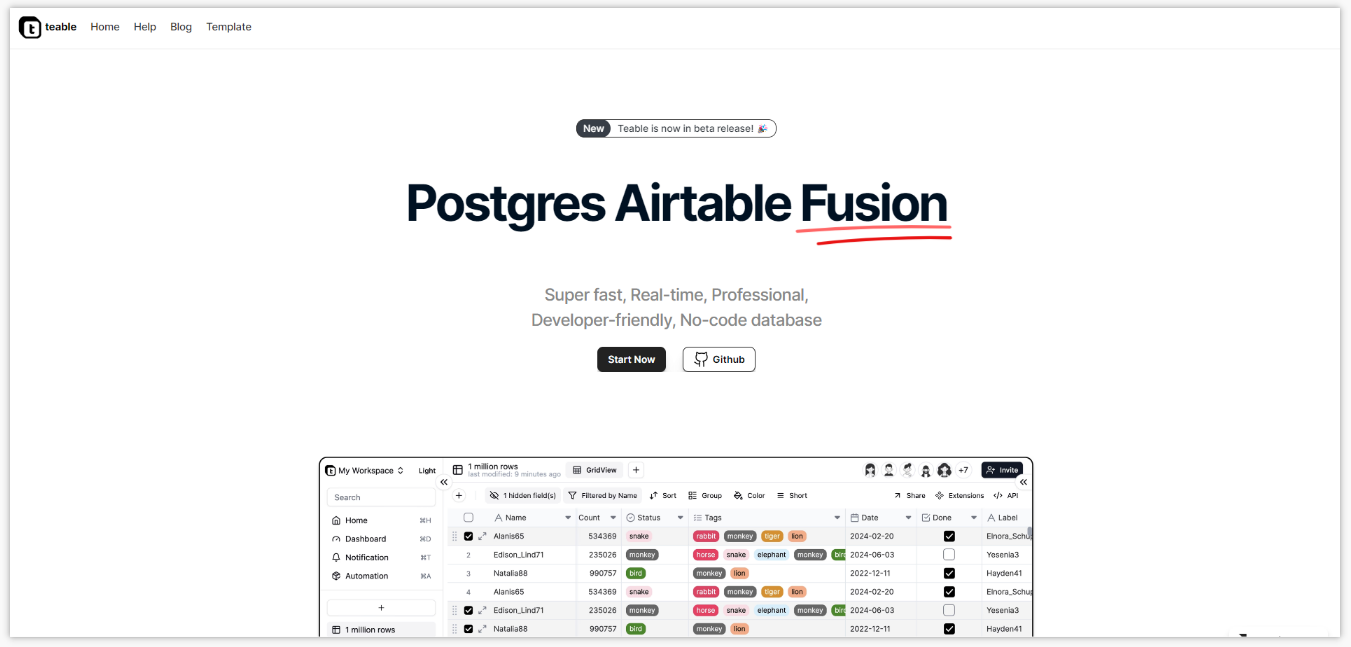 teable Home Help Blog Template
New Teable is now in beta release! 🎉
Postgres Airtable Fusion
Super fast, Real-time, Professional,
Developer-friendly, No-code database
Start Now Github
My Workspace Light 1 million rows GridView + +7 Invite
last modified: 9 minutes ago
Search + 1 hidden field(s) Filtered by Name Sort Group Color Short Share Extensions API
Name Count Status Tags Date Done Label
Home ⌘H
Alanis65 534369 snake rabbit monkey tiger lion 2024-02-20 Elnora_Schu
Dashboard ⌘D
2 Edison_Lind71 235026 monkey horse snake elephant monkey bird 2024-06-03 Yesenia3
Notification ⌘T
3 Natalia88 990757 bird monkey lion 2022-12-11 Hayden41
Automation ⌘A
4 Alanis65 534369 snake rabbit monkey tiger lion 2024-02-20 Elnora_Schu
+
Edison_Lind71 235026 monkey horse snake elephant monkey bird 2024-06-03 Yesenia3
1 million rows
Natalia88 990757 bird monkey lion 2022-12-11 Hayden41